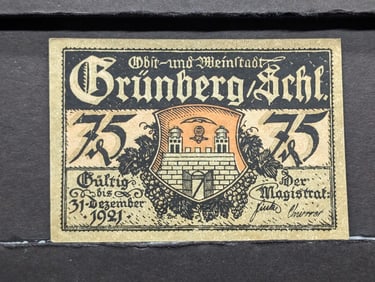 Obst- und Weinstadt
Grünberg/Schl.
75 75
Gültig Der
bis Magistrat:
31. Dezember
1921.